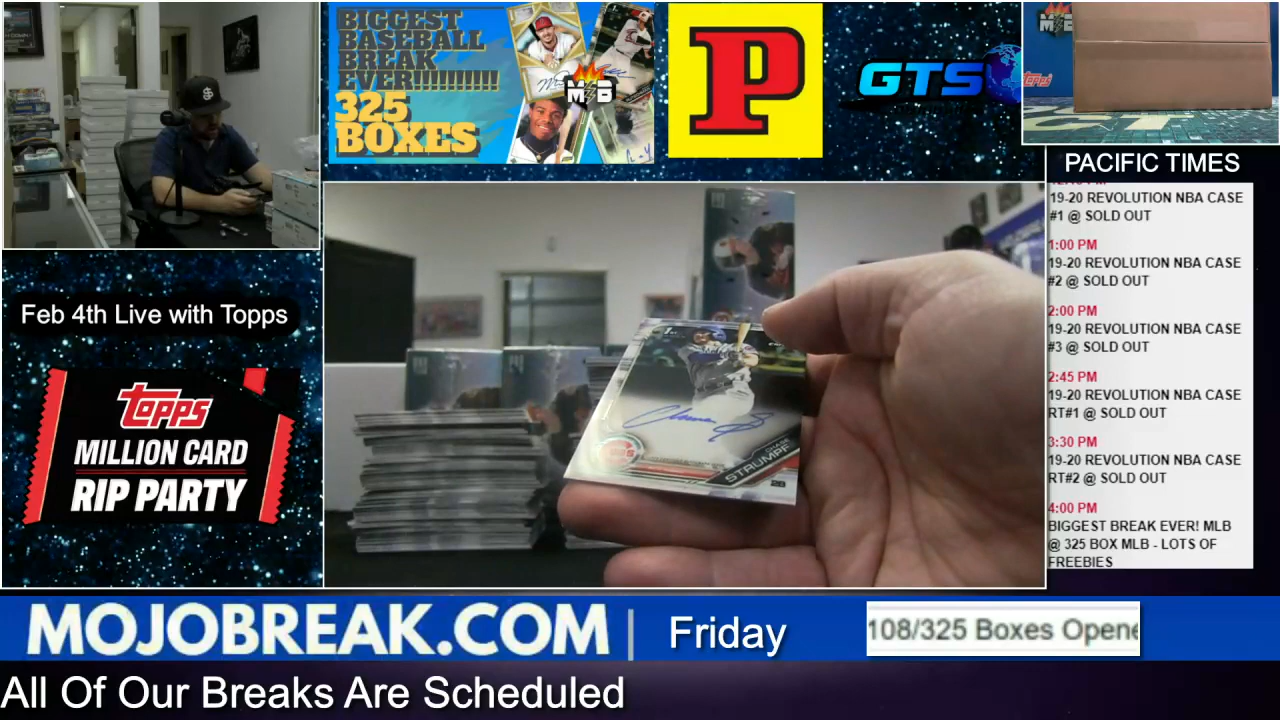 BIGGEST
BASEBALL
BREAK
EVER!!!!!!!!!!!
325
BOXES
M B
P
GTS
topps
PACIFIC TIMES
19-20 REVOLUTION NBA CASE
#1 @ SOLD OUT
1:00 PM
19-20 REVOLUTION NBA CASE
#2 @ SOLD OUT
2:00 PM
19-20 REVOLUTION NBA CASE
#3 @ SOLD OUT
2:45 PM
19-20 REVOLUTION NBA CASE
RT#1 @ SOLD OUT
3:30 PM
19-20 REVOLUTION NBA CASE
RT#2 @ SOLD OUT
4:00 PM
BIGGEST BREAK EVER! MLB
@ 325 BOX MLB - LOTS OF
FREEBIES
Feb 4th Live with Topps
topps
MILLION CARD
RIP PARTY
CHASE
STRUMPF
2B
MOJOBREAK.COM | Friday
108/325 Boxes Opene
All Of Our Breaks Are Scheduled